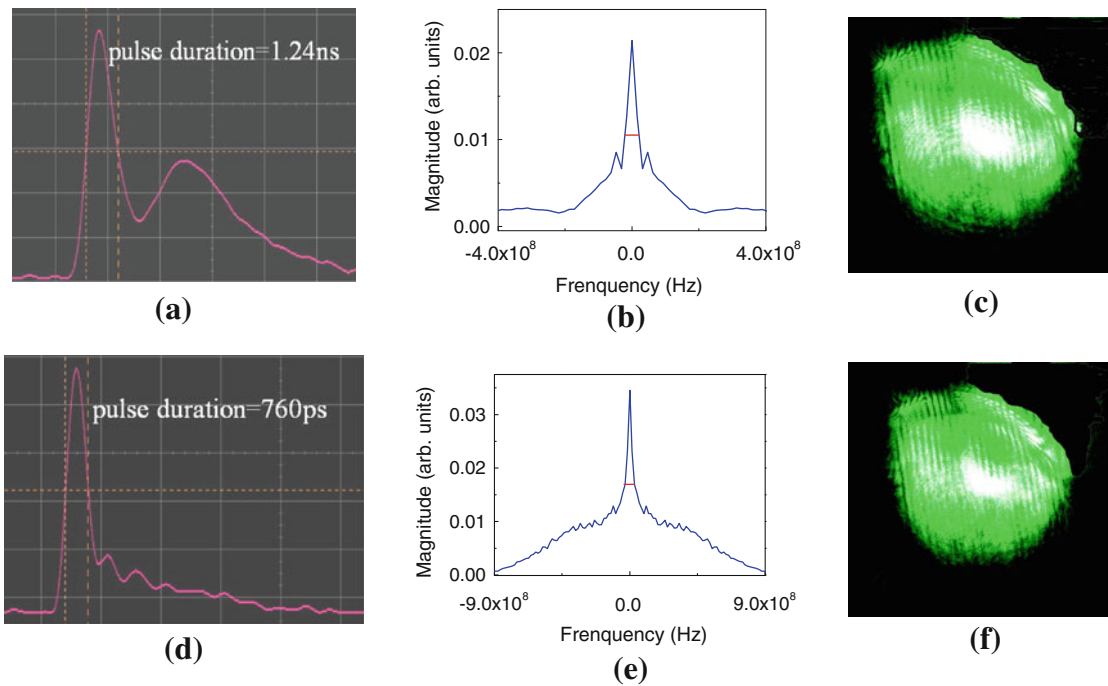 pulse duration=1.24ns
(a)
Magnitude (arb. units)
0.02
0.01
0.00
-4.0x10⁸
0.0
4.0x10⁸
Frenquency (Hz)
(b)
(c)
pulse duration=760ps
(d)
Magnitude (arb. units)
0.03
0.02
0.01
0.00
-9.0x10⁸
0.0
9.0x10⁸
Frenquency (Hz)
(e)
(f)